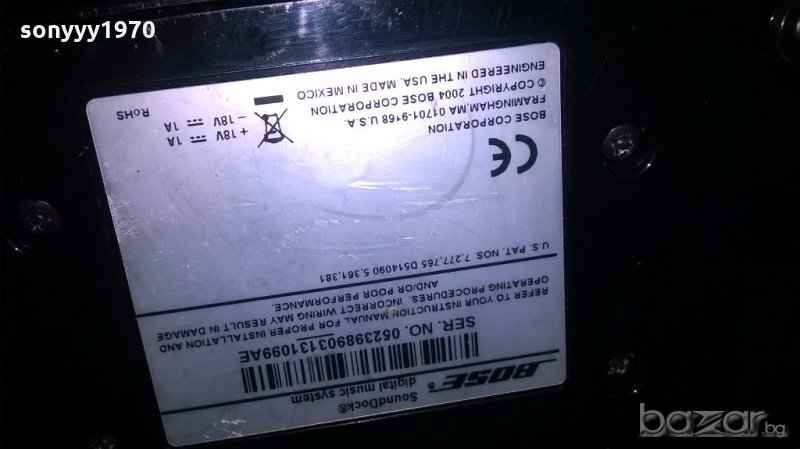 sonyyy1970
SoundDock®
digital music system
BOSE®
SER. NO. 052398903131099AE
REFER TO YOUR INSTRUCTION MANUAL FOR PROPER INSTALLATION AND
OPERATING PROCEDURES. INCORRECT WIRING MAY RESULT IN DAMAGE
AND/OR POOR PERFORMANCE.
U.S. PAT. NOS. 7,277,765 D514090 5,361,381
CE
BOSE CORPORATION
FRAMINGHAM, MA 01701-9168 U.S.A.
© COPYRIGHT 2004 BOSE CORPORATION
ENGINEERED IN THE USA, MADE IN MEXICO
+ 18V ⎓ 1A
− 18V ⎓ 1A
RoHS
bazar.bg